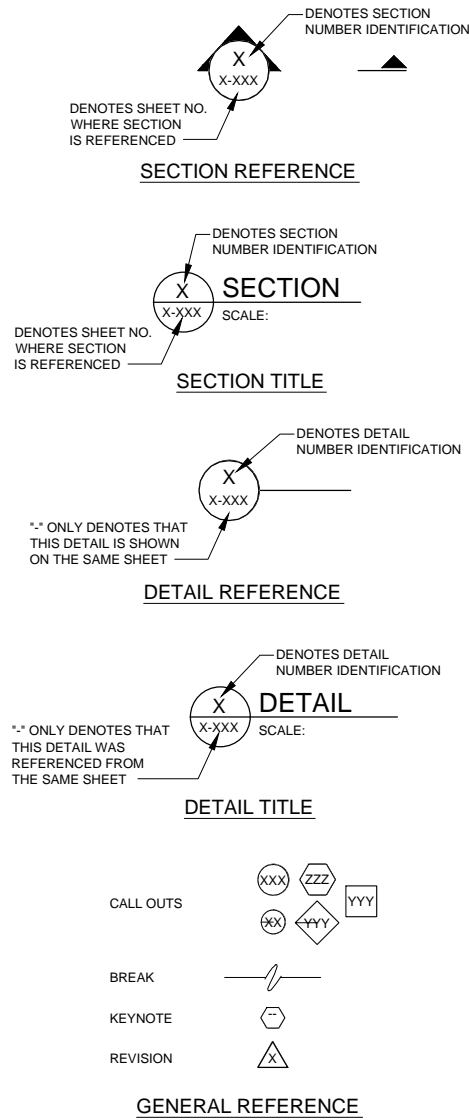 DENOTES SECTION
NUMBER IDENTIFICATION
X
X-XXX
DENOTES SHEET NO.
WHERE SECTION
IS REFERENCED
SECTION REFERENCE
DENOTES SECTION
NUMBER IDENTIFICATION
X
X-XXX
SECTION
SCALE:
DENOTES SHEET NO.
WHERE SECTION
IS REFERENCED
SECTION TITLE
DENOTES DETAIL
NUMBER IDENTIFICATION
X
X-XXX
"-" ONLY DENOTES THAT
THIS DETAIL IS SHOWN
ON THE SAME SHEET
DETAIL REFERENCE
DENOTES DETAIL
NUMBER IDENTIFICATION
X
X-XXX
DETAIL
SCALE:
"-" ONLY DENOTES THAT
THIS DETAIL WAS
REFERENCED FROM
THE SAME SHEET
DETAIL TITLE
CALL OUTS
XXX ZZZ YYY
XX YYY
BREAK
KEYNOTE
--
REVISION
X
GENERAL REFERENCE